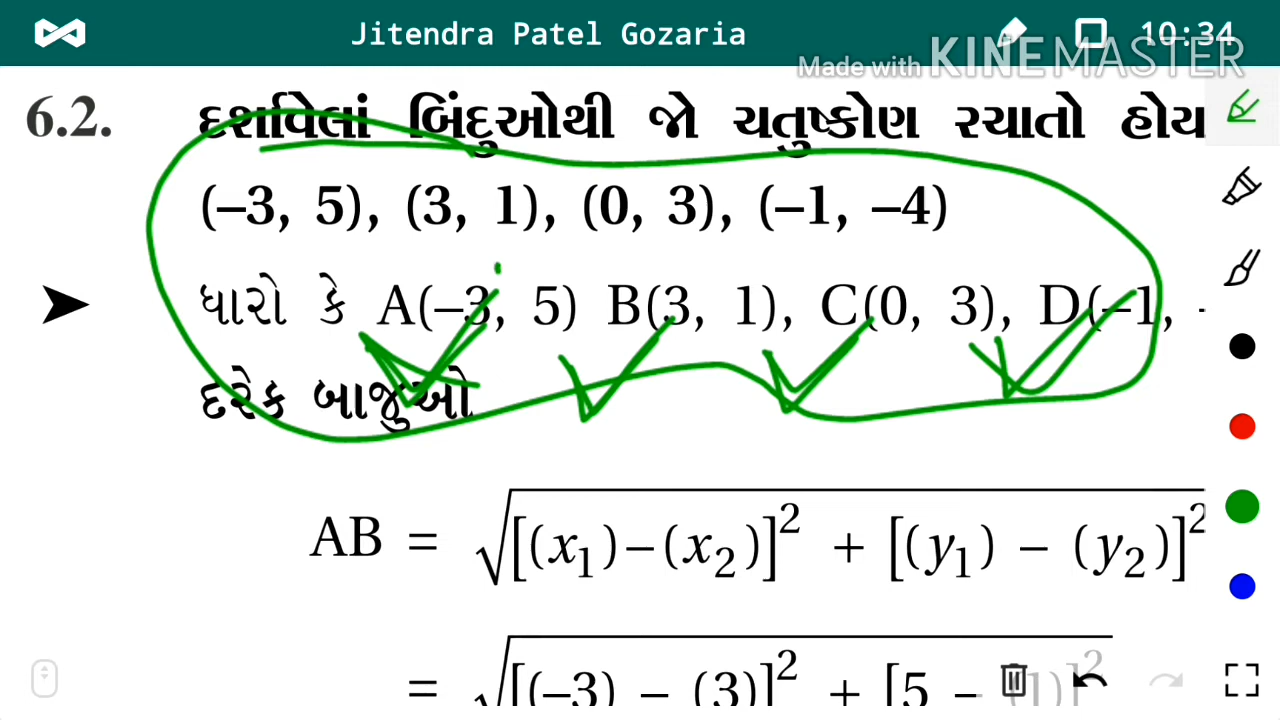 Jitendra Patel Gozaria 10:34
Made with KINEMASTER
6.2. દર્શાવેલાં બિંદુઓથી જો ચતુષ્કોણ રચાતો હોય
(–3, 5), (3, 1), (0, 3), (–1, –4)
➤ ધારો કે A(–3, 5) B(3, 1), C(0, 3), D(–1, -
દરેક બાજુઓ
AB = √[(x₁)–(x₂)]² + [(y₁) – (y₂)]²
= √[(–3) – (3)]² + [5 – (1)]²